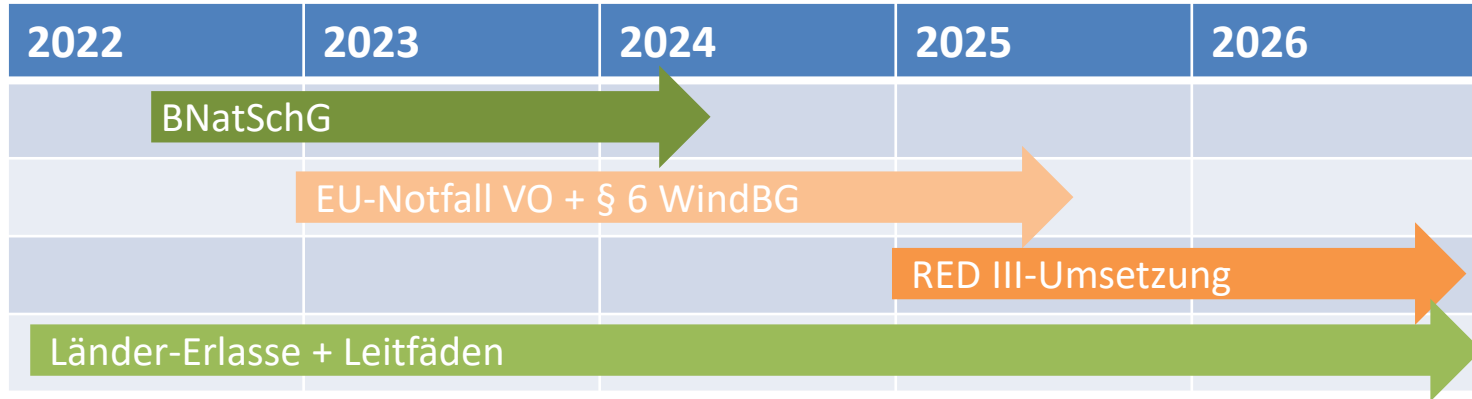 2022 2023 2024 2025 2026
BNatSchG
EU-Notfall VO + § 6 WindBG
RED III-Umsetzung
Länder-Erlasse + Leitfäden